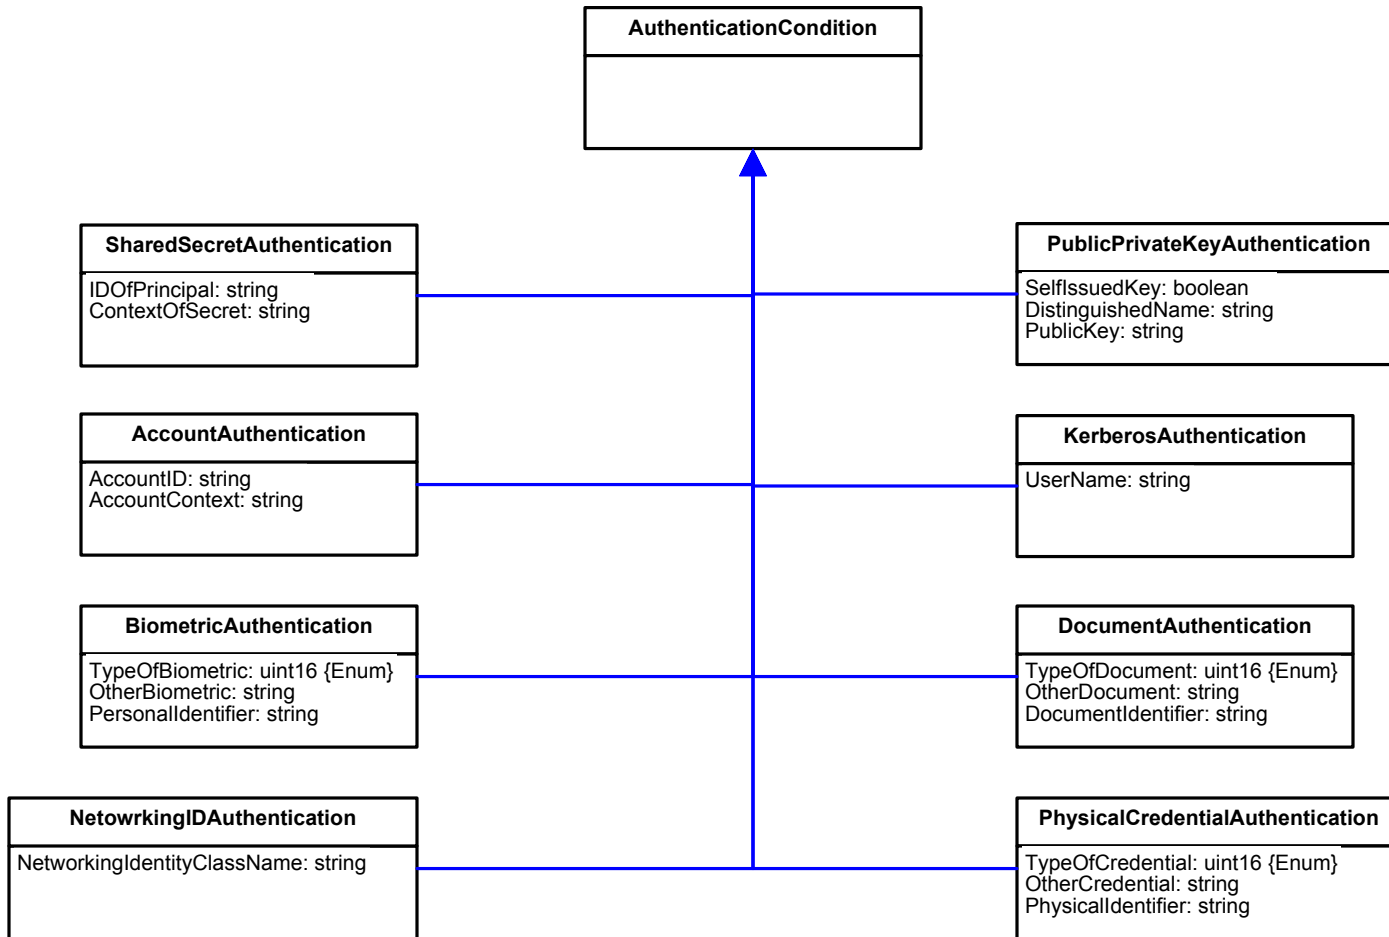 AuthenticationCondition
SharedSecretAuthentication
IDOfPrincipal: string
ContextOfSecret: string
PublicPrivateKeyAuthentication
SelfIssuedKey: boolean
DistinguishedName: string
PublicKey: string
AccountAuthentication
AccountID: string
AccountContext: string
KerberosAuthentication
UserName: string
BiometricAuthentication
TypeOfBiometric: uint16 {Enum}
OtherBiometric: string
PersonalIdentifier: string
DocumentAuthentication
TypeOfDocument: uint16 {Enum}
OtherDocument: string
DocumentIdentifier: string
NetowrkingIDAuthentication
NetworkingIdentityClassName: string
PhysicalCredentialAuthentication
TypeOfCredential: uint16 {Enum}
OtherCredential: string
PhysicalIdentifier: string